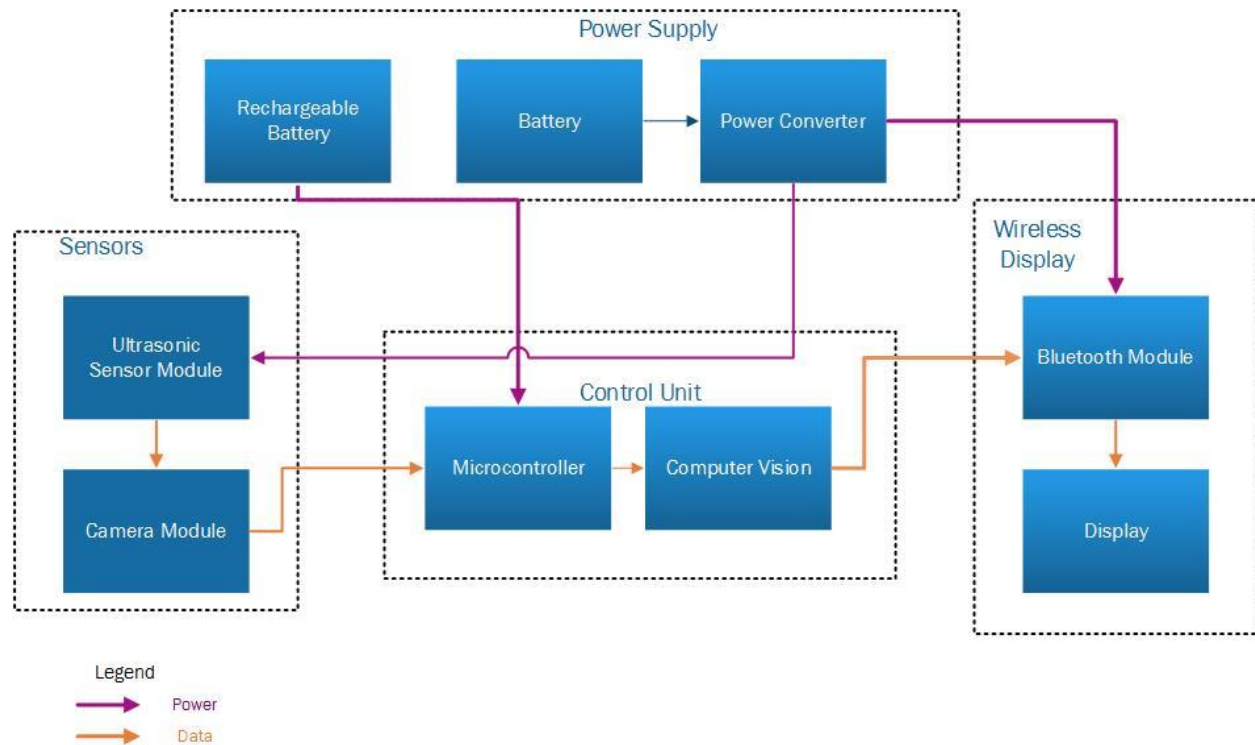 Power Supply
Rechargeable
Battery
Battery
Power Converter
Sensors
Wireless
Display
Ultrasonic
Sensor Module
Bluetooth Module
Control Unit
Microcontroller
Computer Vision
Camera Module
Display
Legend
Power
Data